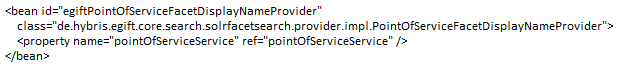 <bean id="egiftPointOfServiceFacetDisplayNameProvider"
class="de.hybris.egift.core.search.solrfacetsearch.provider.impl.PointOfServiceFacetDisplayNameProvider">
<property name="pointOfServiceService" ref="pointOfServiceService" />
</bean>